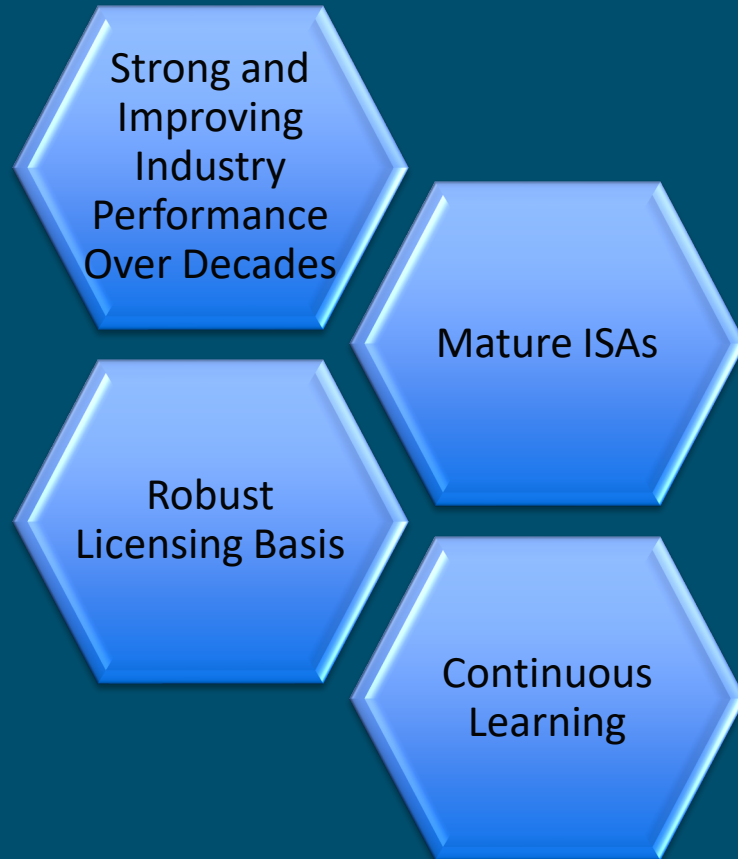 Strong and
Improving
Industry
Performance
Over Decades
Mature ISAs
Robust
Licensing Basis
Continuous
Learning